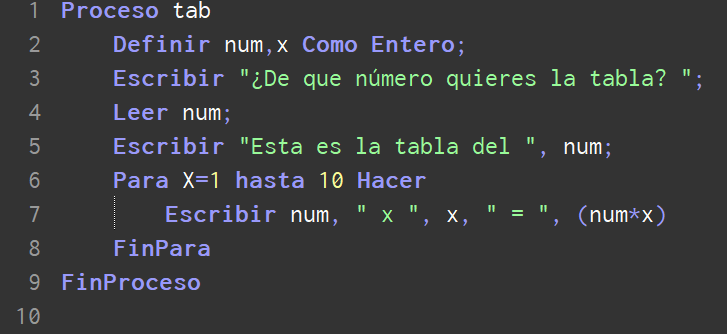 1 Proceso tab
2 Definir num,x Como Entero;
3 Escribir "¿De que número quieres la tabla? ";
4 Leer num;
5 Escribir "Esta es la tabla del ", num;
6 Para X=1 hasta 10 Hacer
7 Escribir num, " x ", x, " = ", (num*x)
8 FinPara
9 FinProceso
10